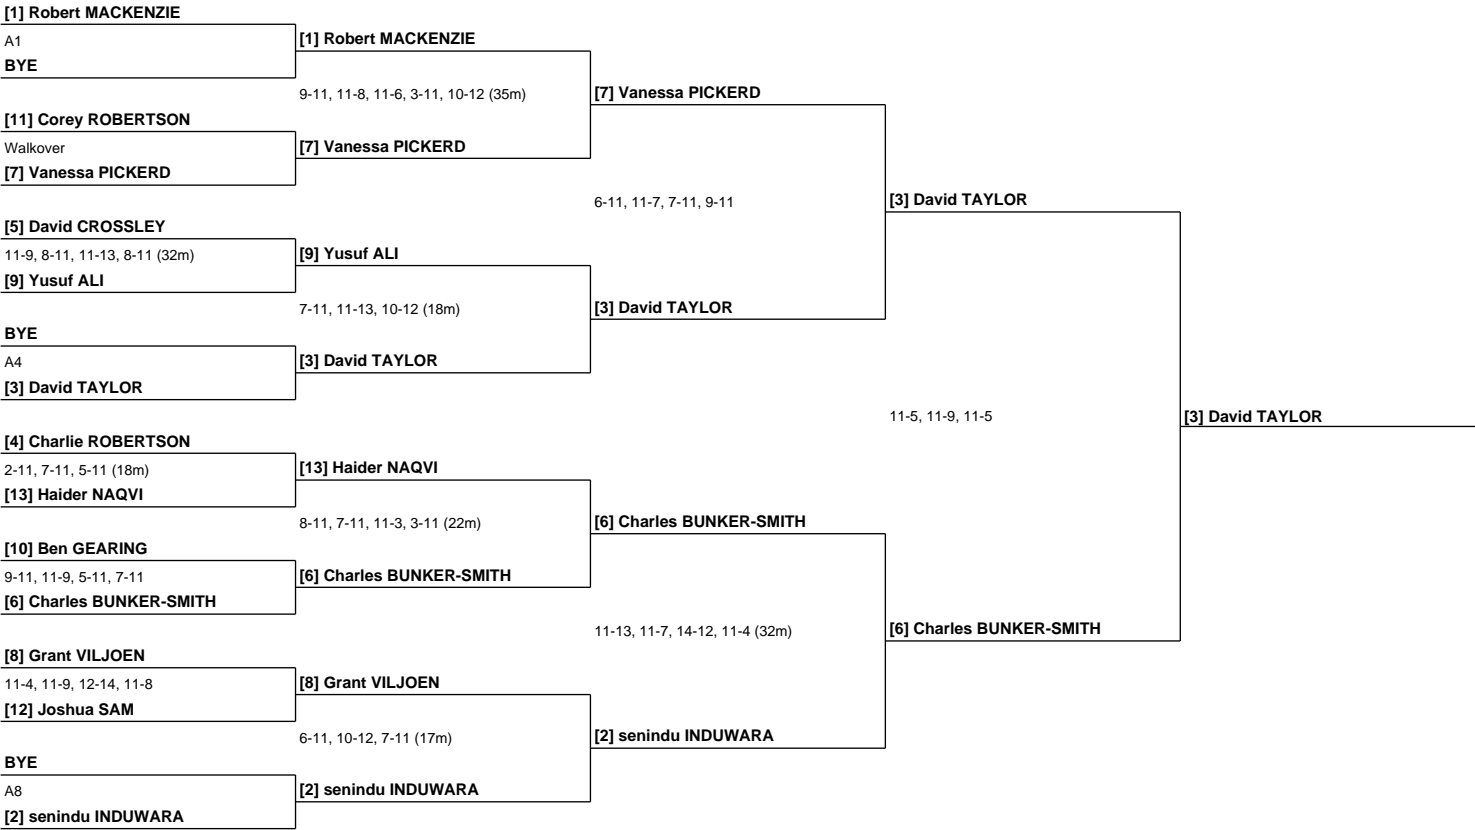 [1] Robert MACKENZIE
A1
BYE
[11] Corey ROBERTSON
Walkover
[7] Vanessa PICKERD
[5] David CROSSLEY
11-9, 8-11, 11-13, 8-11 (32m)
[9] Yusuf ALI
BYE
A4
[3] David TAYLOR
[4] Charlie ROBERTSON
2-11, 7-11, 5-11 (18m)
[13] Haider NAQVI
[10] Ben GEARING
9-11, 11-9, 5-11, 7-11
[6] Charles BUNKER-SMITH
[8] Grant VILJOEN
11-4, 11-9, 12-14, 11-8
[12] Joshua SAM
BYE
A8
[2] senindu INDUWARA
[1] Robert MACKENZIE
9-11, 11-8, 11-6, 3-11, 10-12 (35m)
[7] Vanessa PICKERD
[9] Yusuf ALI
7-11, 11-13, 10-12 (18m)
[3] David TAYLOR
[13] Haider NAQVI
8-11, 7-11, 11-3, 3-11 (22m)
[6] Charles BUNKER-SMITH
[8] Grant VILJOEN
6-11, 10-12, 7-11 (17m)
[2] senindu INDUWARA
[7] Vanessa PICKERD
6-11, 11-7, 7-11, 9-11
[3] David TAYLOR
[6] Charles BUNKER-SMITH
11-13, 11-7, 14-12, 11-4 (32m)
[2] senindu INDUWARA
[3] David TAYLOR
11-5, 11-9, 11-5
[6] Charles BUNKER-SMITH
[3] David TAYLOR